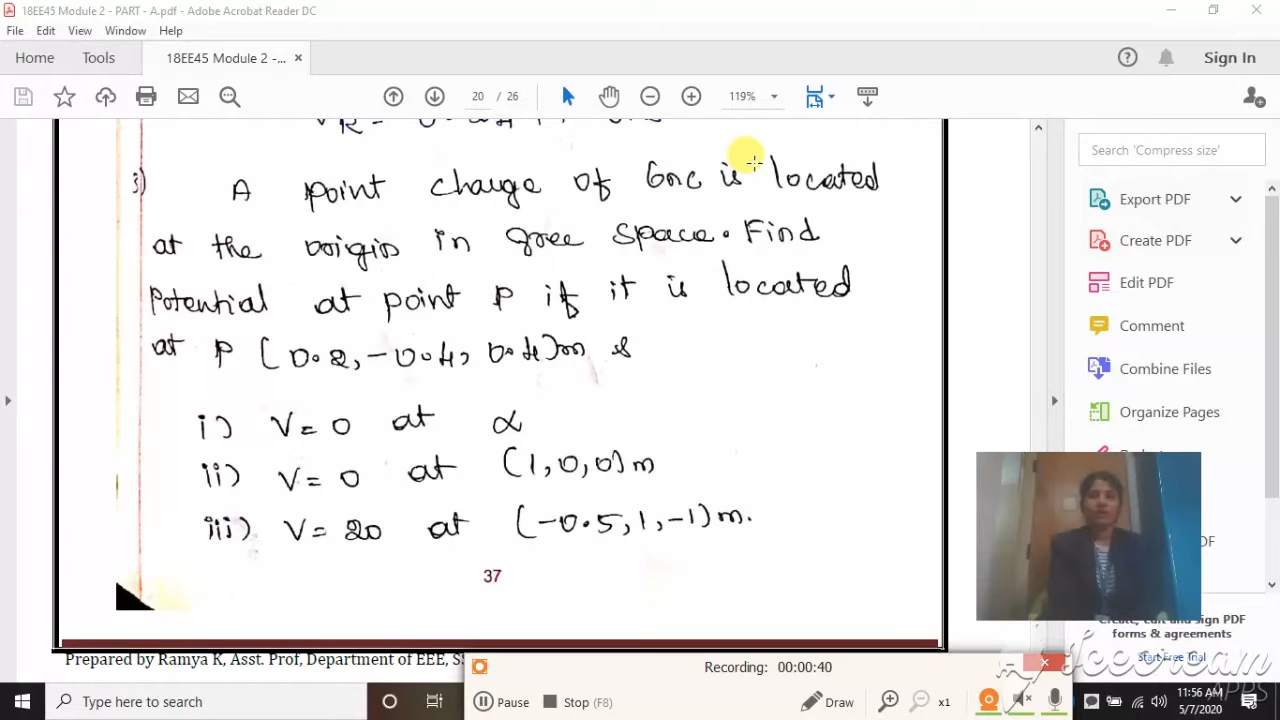 18EE45 Module 2 - PART - A.pdf - Adobe Acrobat Reader DC
File Edit View Window Help
Home Tools 18EE45 Module 2 -... × Sign In
20 / 26 119%
3) A point charge of 6nc is located
at the origin in free space. Find
Potential at point P if it is located
at P (0.2, -0.4, 0.4)m &
i) V = 0 at α
ii) V = 0 at (1,0,0)m
iii) V = 20 at (-0.5,1,-1)m.
37
Prepared by Ramya K, Asst. Prof, Department of EEE,
Search 'Compress size'
Export PDF
Create PDF
Edit PDF
Comment
Combine Files
Organize Pages
Create, edit and sign PDF
forms & agreements
Start Free Trial
IceCream
APPS
Recording: 00:00:40
Pause Stop (F8) Draw x1
Type here to search
11:56 AM
5/7/2020